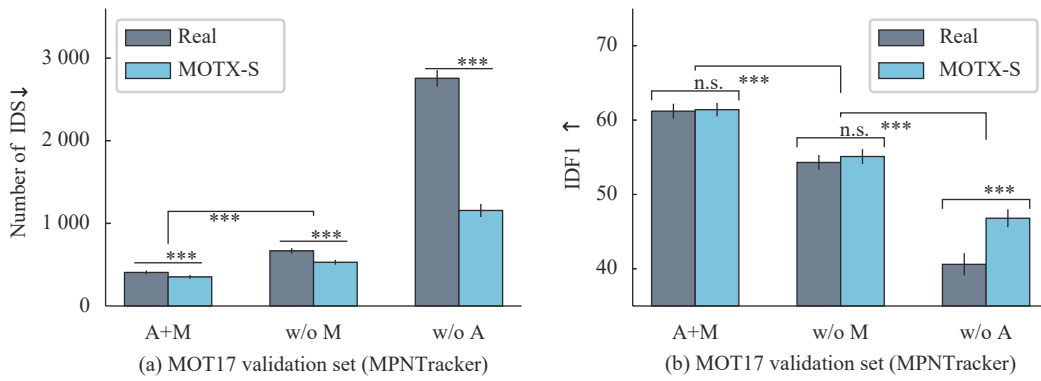 Number of IDS↓
3 000
2 000
1 000
0
Real
MOTX-S
***
***
***
***
A+M
w/o M
w/o A
(a) MOT17 validation set (MPNTracker)
IDF1 ↑
70
60
50
40
Real
MOTX-S
n.s.
***
n.s.
***
***
A+M
w/o M
w/o A
(b) MOT17 validation set (MPNTracker)